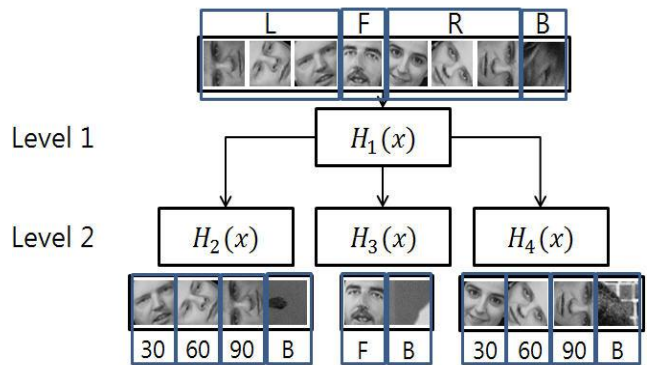 L F R B
Level 1 H₁(x)
Level 2 H₂(x) H₃(x) H₄(x)
30 60 90 B F B 30 60 90 B